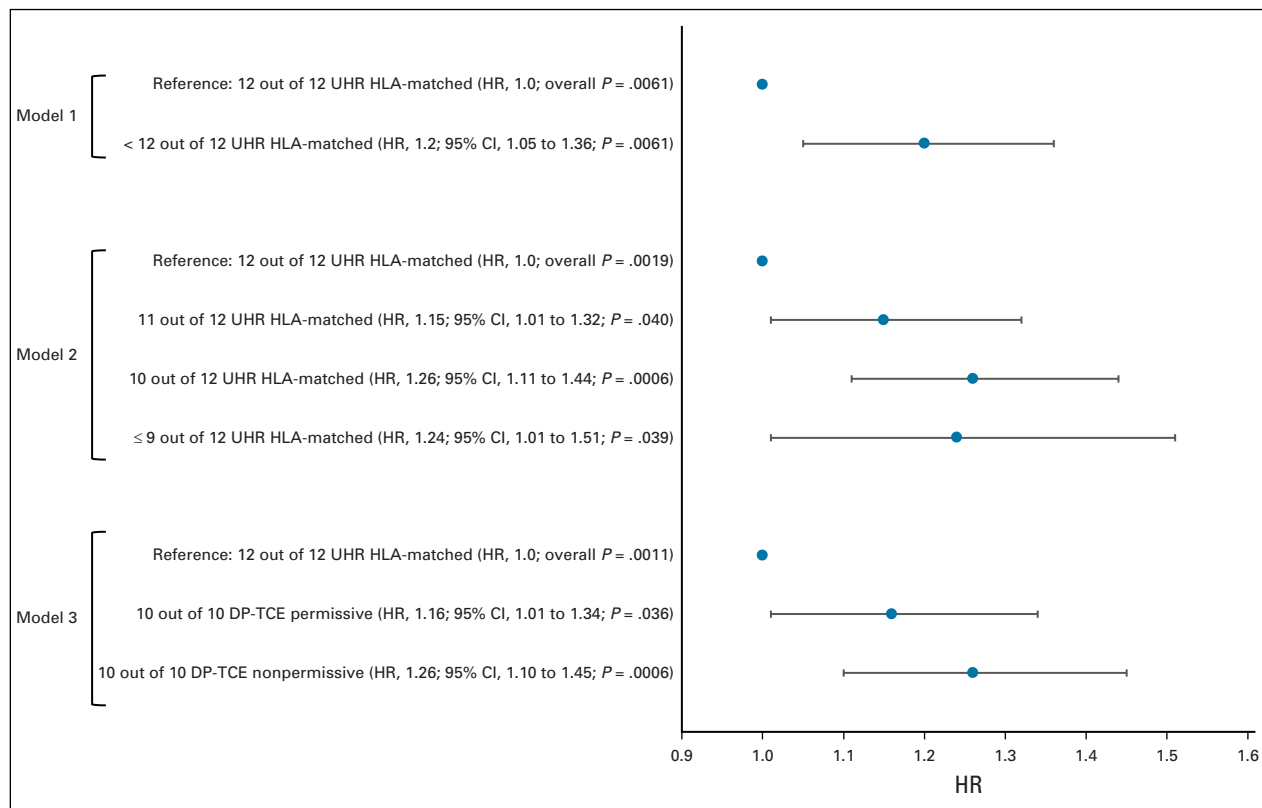 Model 1
Reference: 12 out of 12 UHR HLA-matched (HR, 1.0; overall P = .0061)
< 12 out of 12 UHR HLA-matched (HR, 1.2; 95% CI, 1.05 to 1.36; P = .0061)
Model 2
Reference: 12 out of 12 UHR HLA-matched (HR, 1.0; overall P = .0019)
11 out of 12 UHR HLA-matched (HR, 1.15; 95% CI, 1.01 to 1.32; P = .040)
10 out of 12 UHR HLA-matched (HR, 1.26; 95% CI, 1.11 to 1.44; P = .0006)
≤ 9 out of 12 UHR HLA-matched (HR, 1.24; 95% CI, 1.01 to 1.51; P = .039)
Model 3
Reference: 12 out of 12 UHR HLA-matched (HR, 1.0; overall P = .0011)
10 out of 10 DP-TCE permissive (HR, 1.16; 95% CI, 1.01 to 1.34; P = .036)
10 out of 10 DP-TCE nonpermissive (HR, 1.26; 95% CI, 1.10 to 1.45; P = .0006)
0.9 1.0 1.1 1.2 1.3 1.4 1.5 1.6
HR